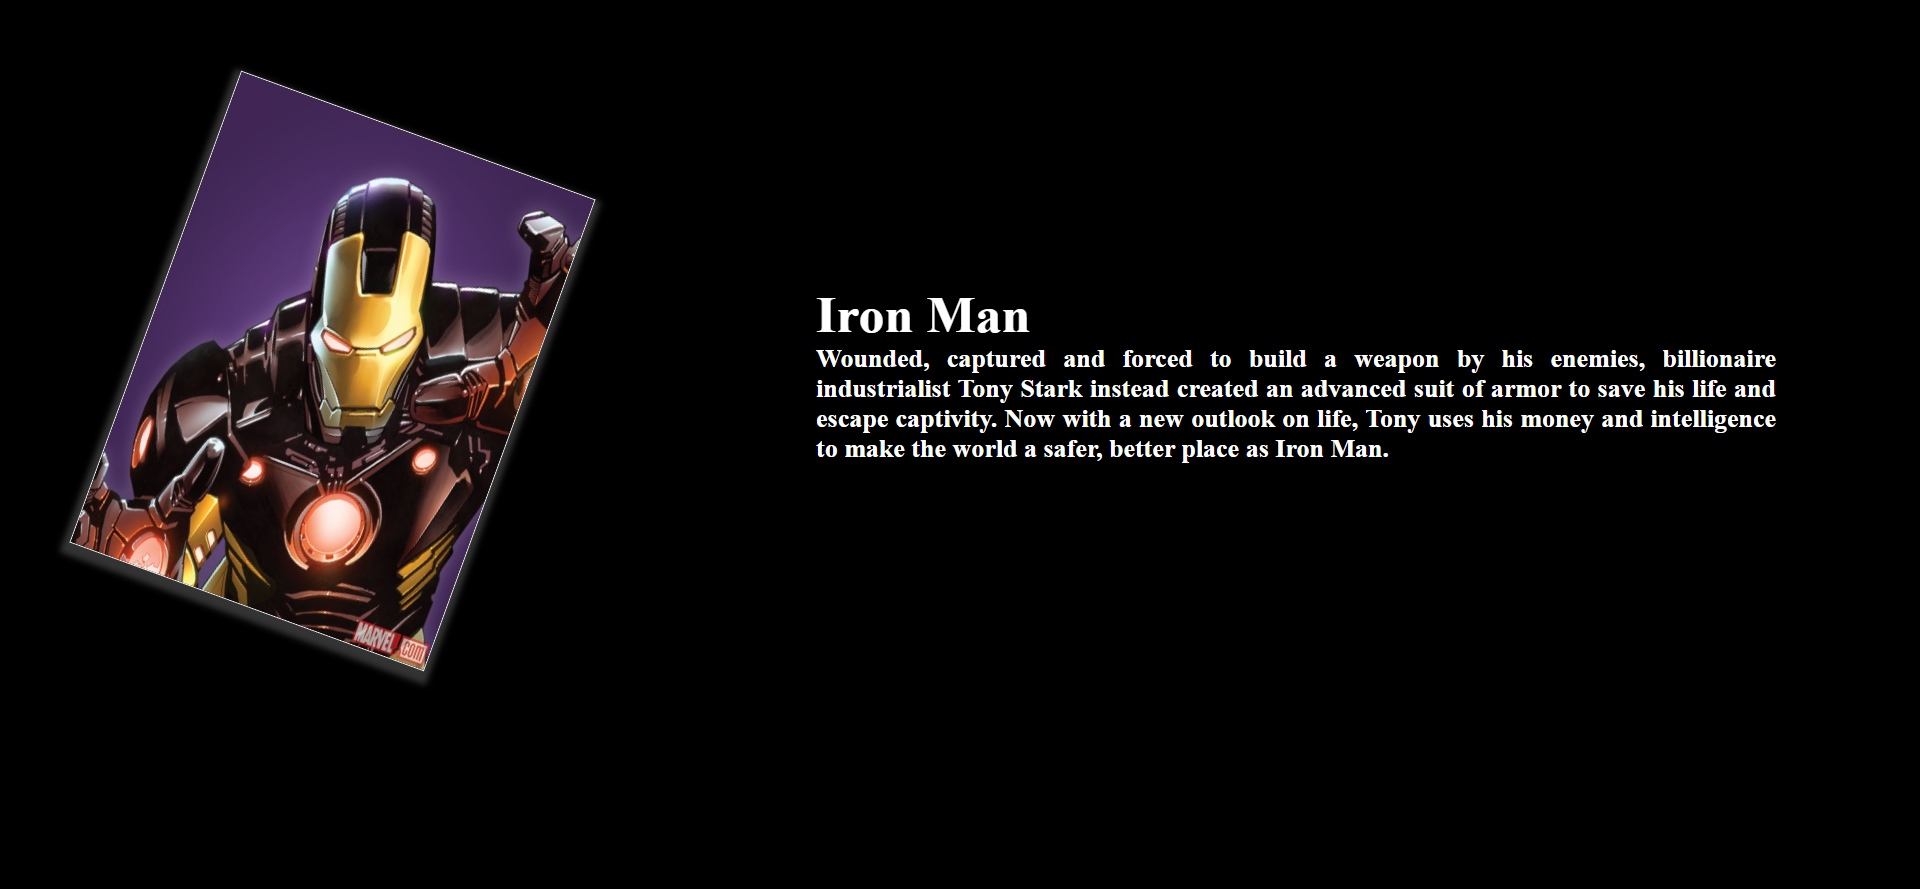 Iron Man
Wounded, captured and forced to build a weapon by his enemies, billionaire
industrialist Tony Stark instead created an advanced suit of armor to save his life and
escape captivity. Now with a new outlook on life, Tony uses his money and intelligence
to make the world a safer, better place as Iron Man.
MARVEL.COM